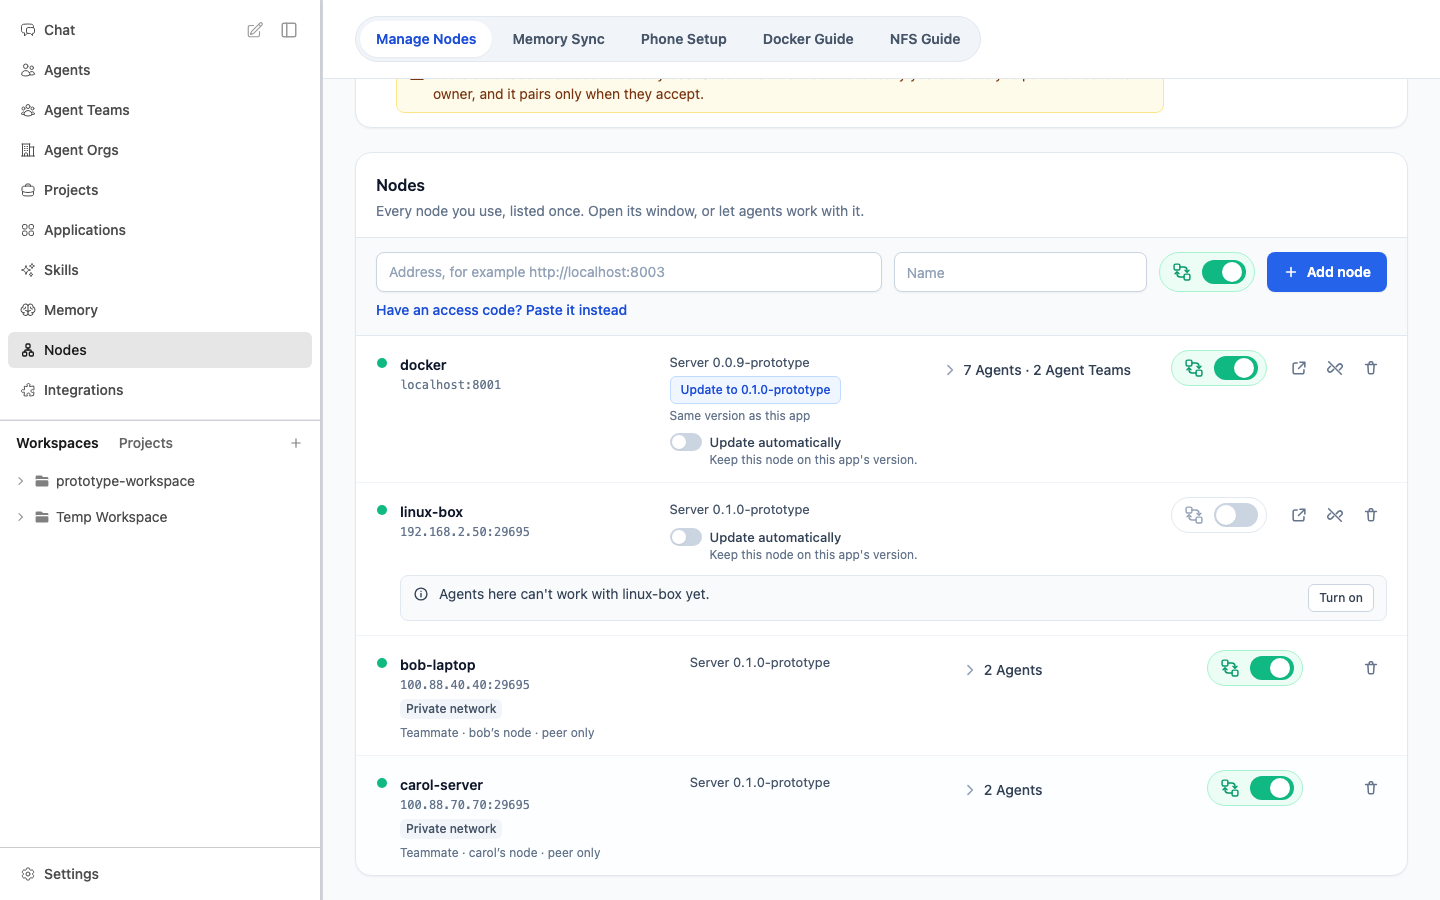 Chat
Agents
Agent Teams
Agent Orgs
Projects
Applications
Skills
Memory
Nodes
Integrations
Workspaces
Projects
prototype-workspace
Temp Workspace
Settings
Manage Nodes
Memory Sync
Phone Setup
Docker Guide
NFS Guide
owner, and it pairs only when they accept.
Nodes
Every node you use, listed once. Open its window, or let agents work with it.
Address, for example http://localhost:8003
Name
Add node
Have an access code? Paste it instead
docker
localhost:8001
Server 0.0.9-prototype
Update to 0.1.0-prototype
Same version as this app
Update automatically
Keep this node on this app's version.
7 Agents · 2 Agent Teams
linux-box
192.168.2.50:29695
Server 0.1.0-prototype
Update automatically
Keep this node on this app's version.
Agents here can't work with linux-box yet.
Turn on
bob-laptop
100.88.40.40:29695
Private network
Teammate · bob’s node · peer only
Server 0.1.0-prototype
2 Agents
carol-server
100.88.70.70:29695
Private network
Teammate · carol’s node · peer only
Server 0.1.0-prototype
2 Agents